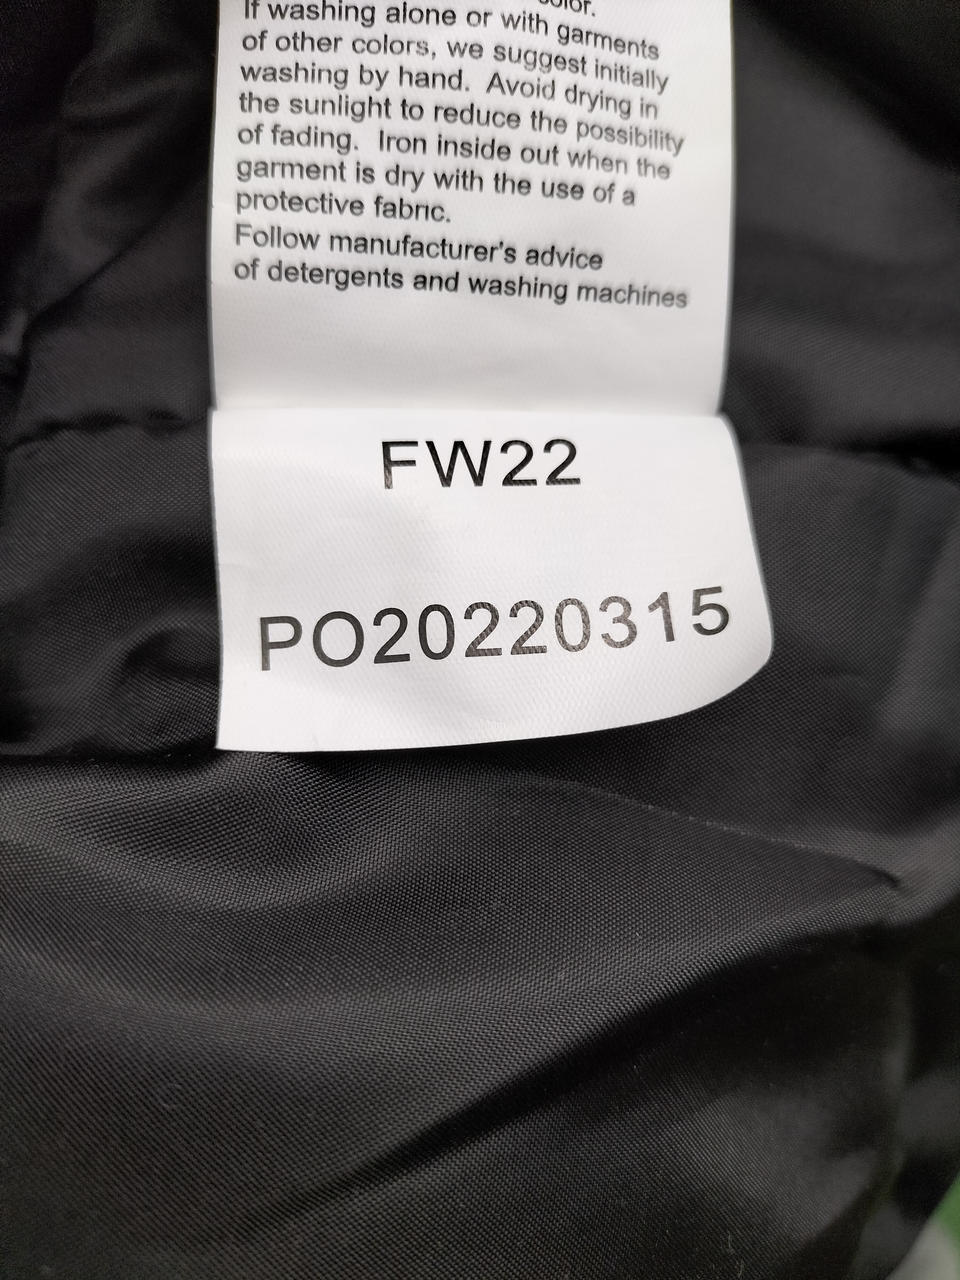 color.
If washing alone or with garments
of other colors, we suggest initially
washing by hand. Avoid drying in
the sunlight to reduce the possibility
of fading. Iron inside out when the
garment is dry with the use of a
protective fabric.
Follow manufacturer's advice
of detergents and washing machines
FW22
PO20220315